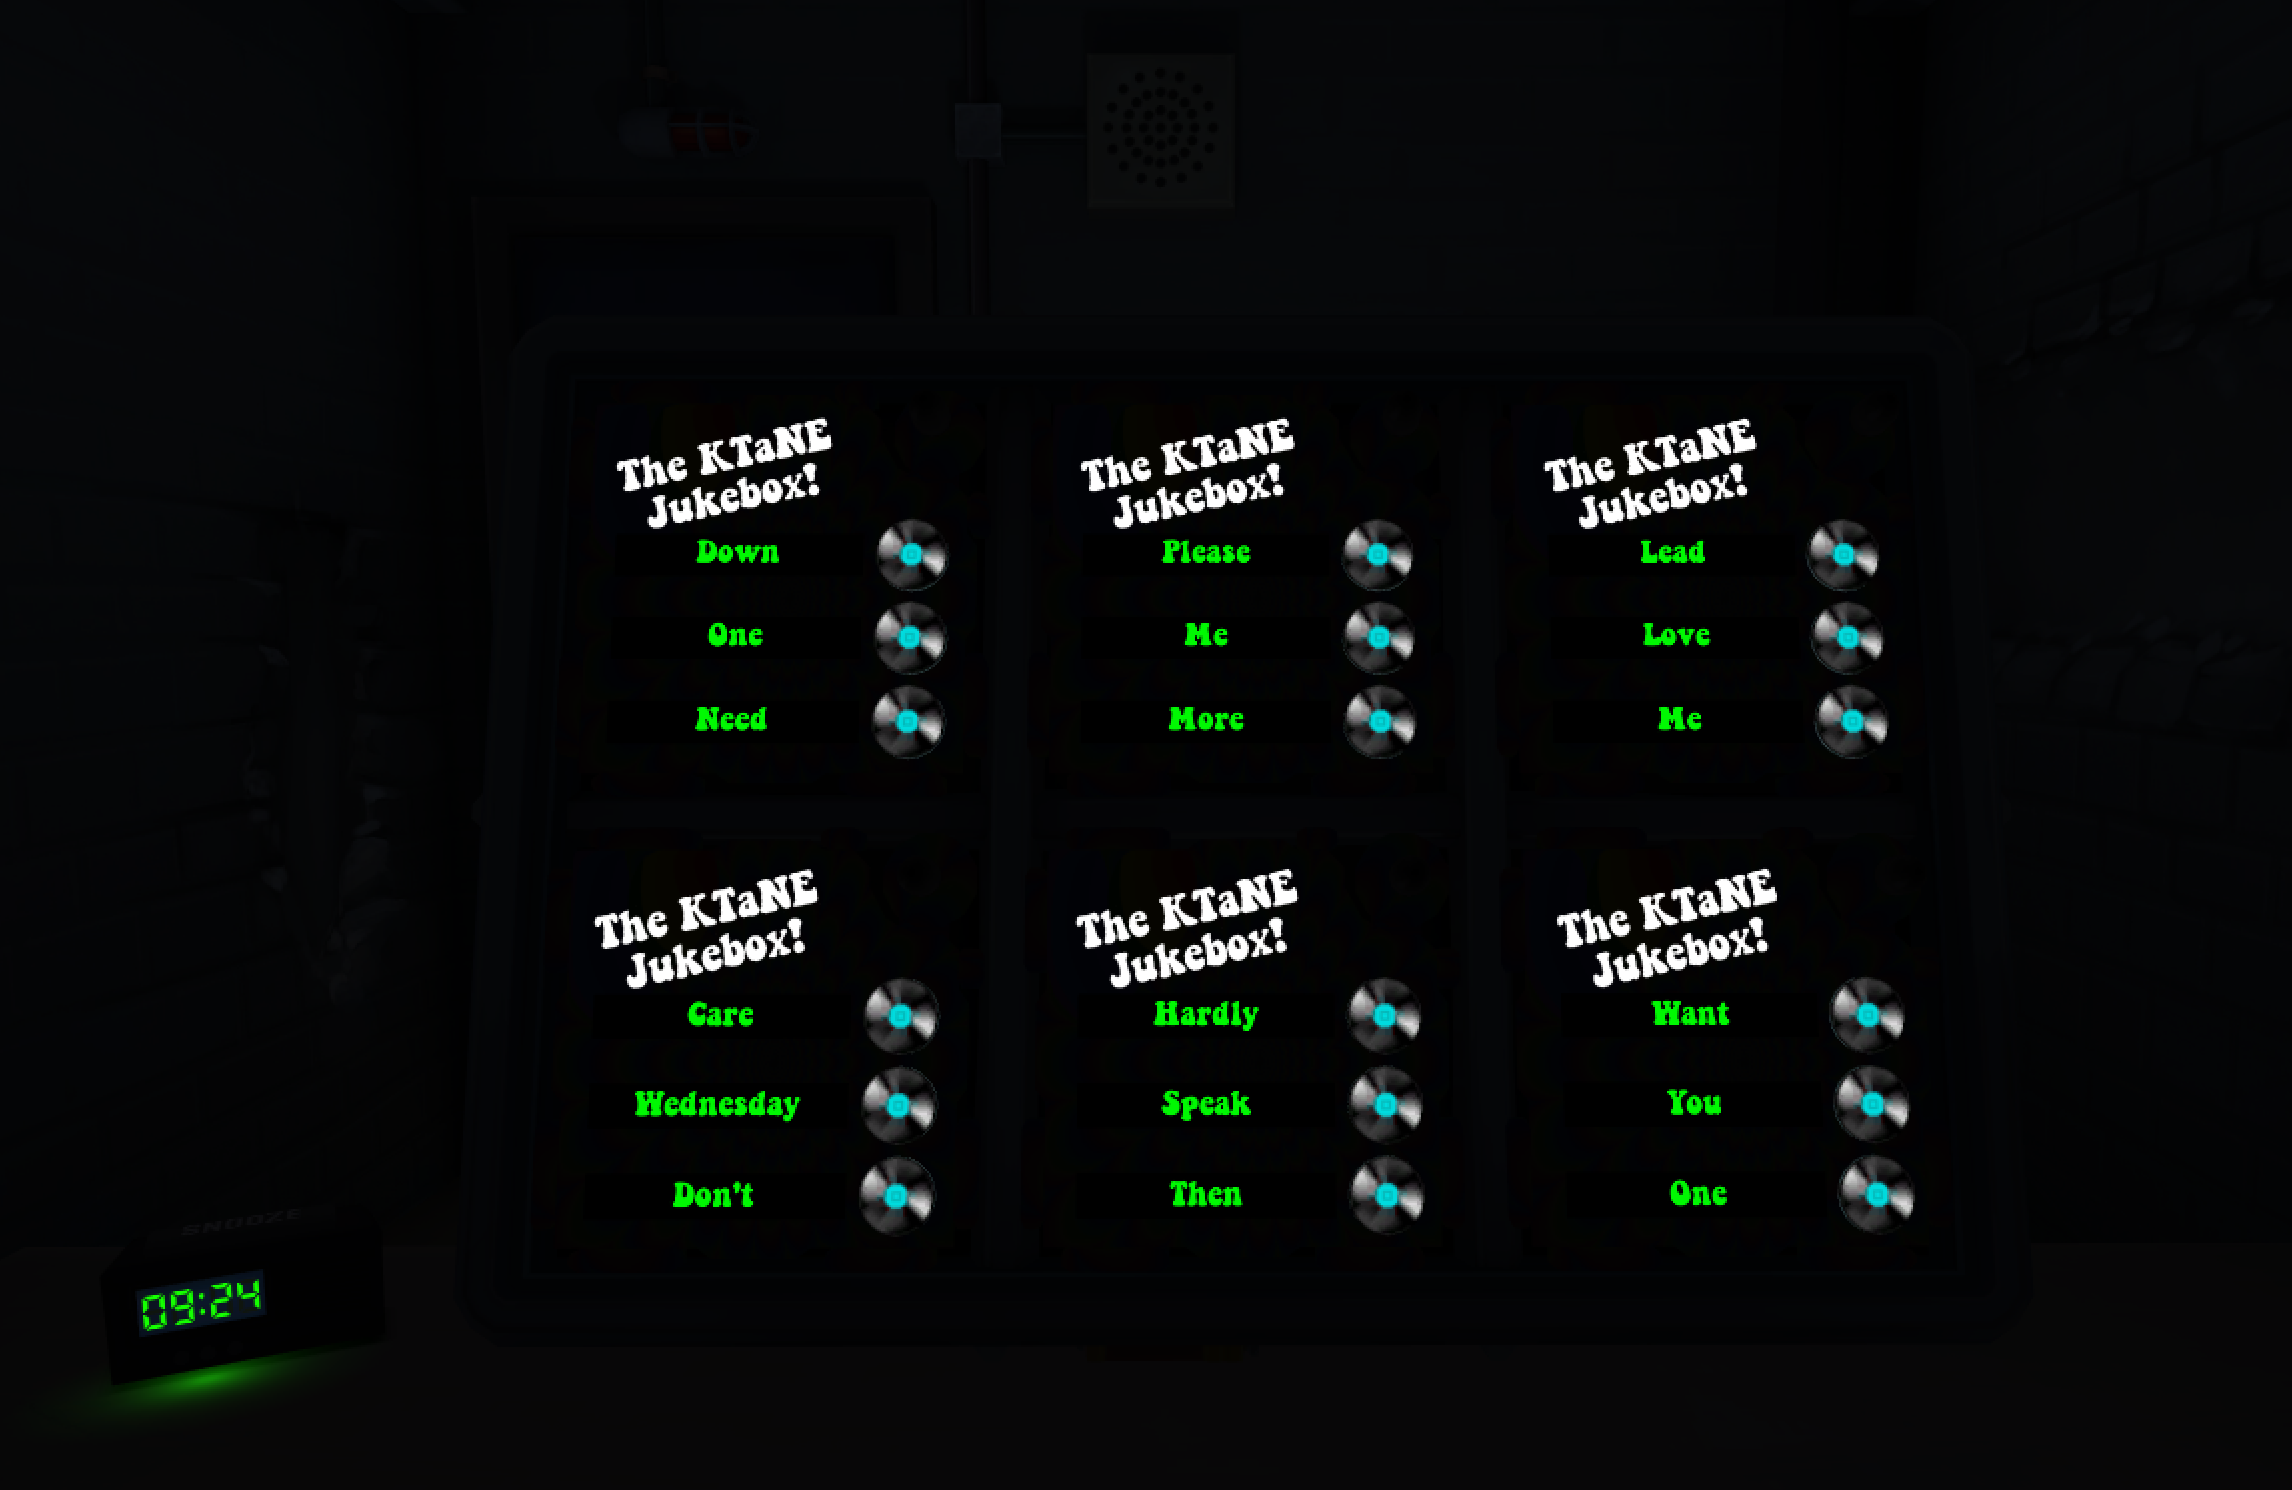 The KTaNE
Jukebox!
Down
One
Need
The KTaNE
Jukebox!
Please
Me
More
The KTaNE
Jukebox!
Lead
Love
Me
The KTaNE
Jukebox!
Care
Wednesday
Don't
The KTaNE
Jukebox!
Hardly
Speak
Then
The KTaNE
Jukebox!
Want
You
One
SNOOZE
09:24